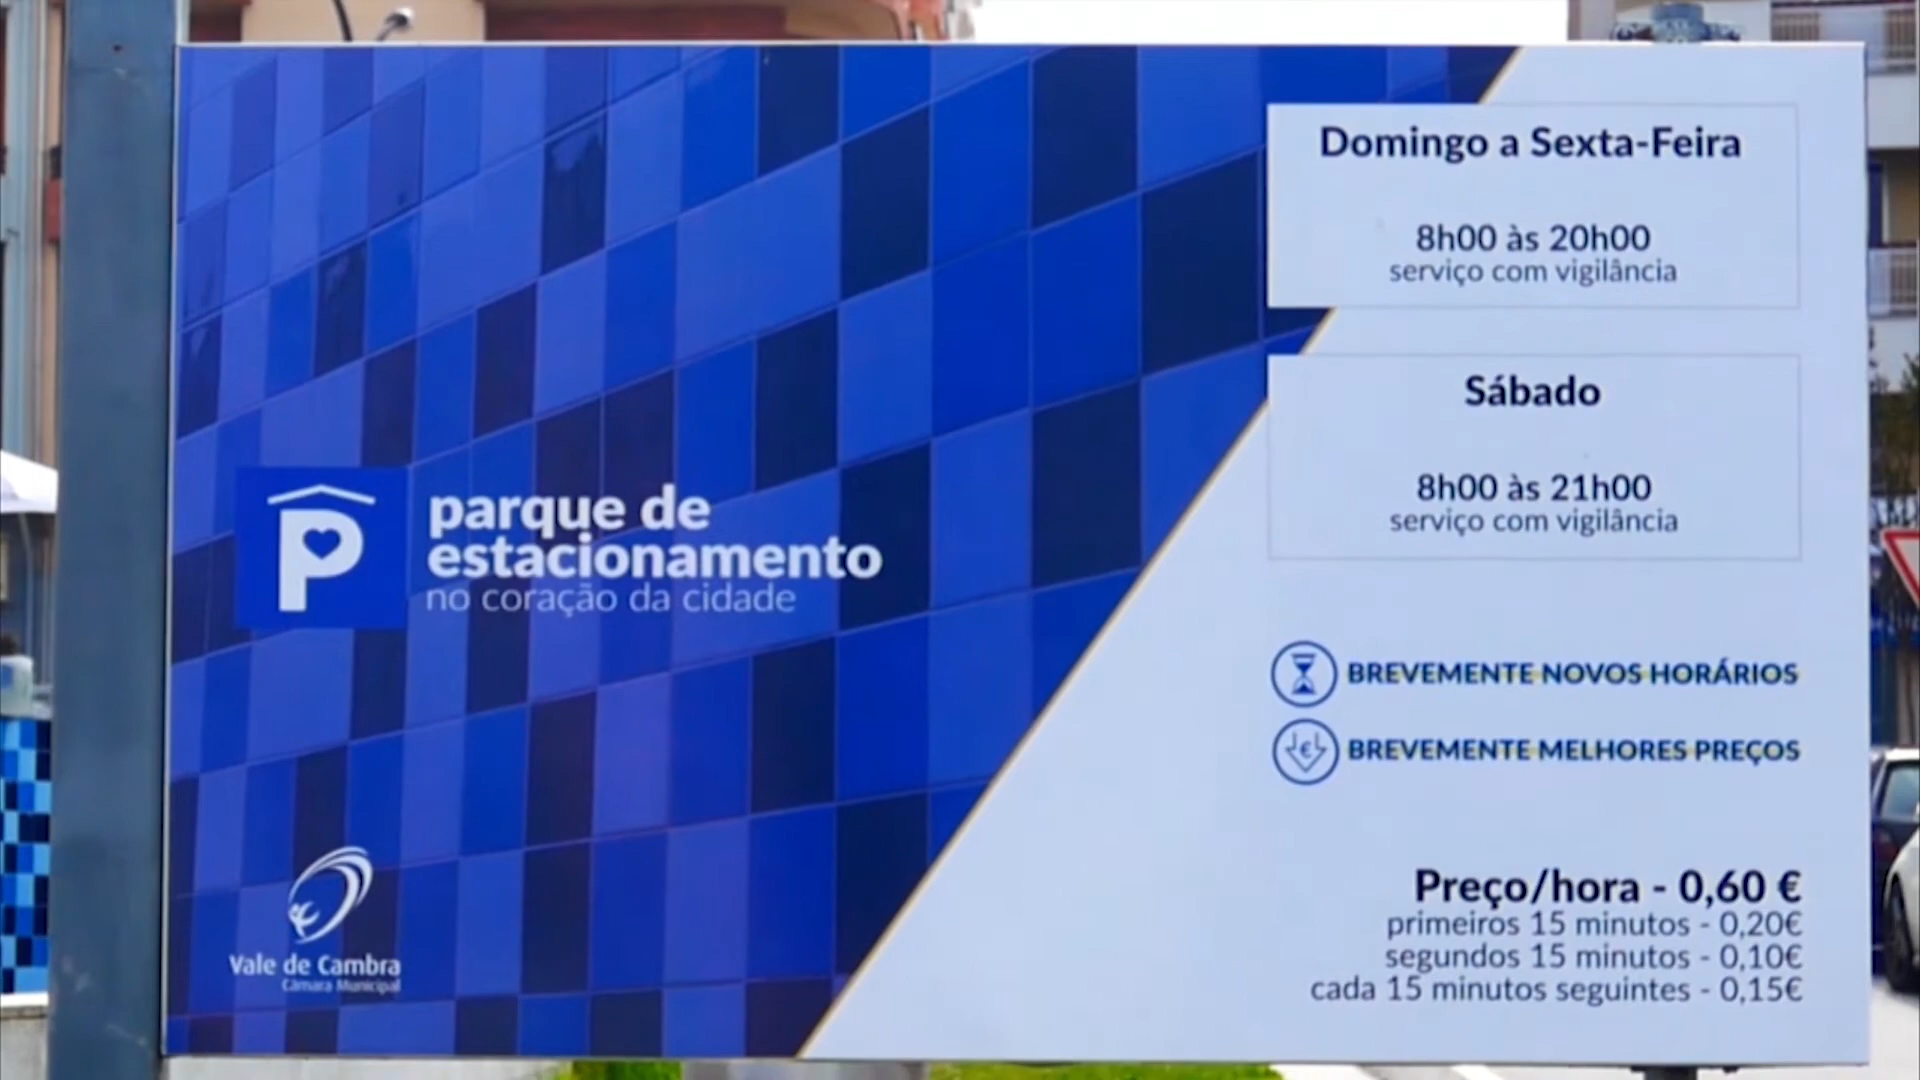 P
parque de
estacionamento
no coração da cidade
Vale de Cambra
Câmara Municipal
Domingo a Sexta-Feira
8h00 às 20h00
serviço com vigilância
Sábado
8h00 às 21h00
serviço com vigilância
BREVEMENTE NOVOS HORÁRIOS
€ BREVEMENTE MELHORES PREÇOS
Preço/hora - 0,60 €
primeiros 15 minutos - 0,20€
segundos 15 minutos - 0,10€
cada 15 minutos seguintes - 0,15€